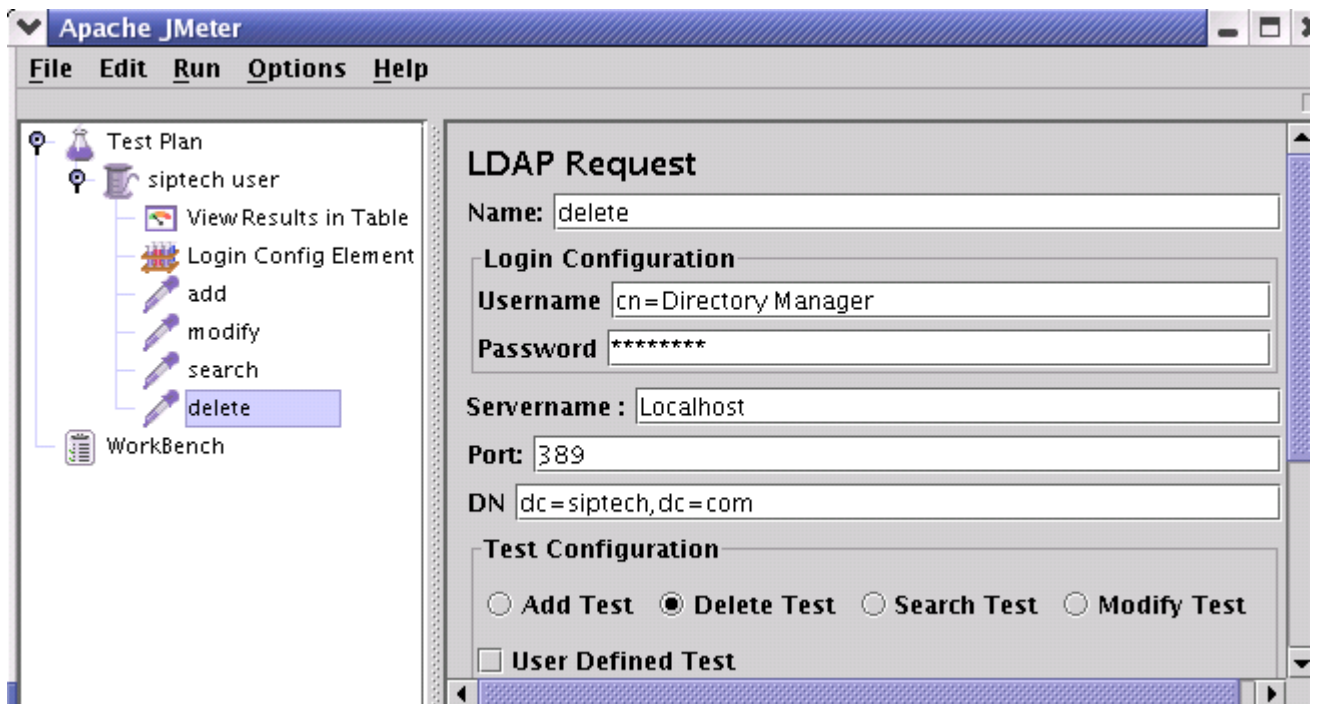 Apache JMeter
File Edit Run Options Help
Test Plan
siptech user
View Results in Table
Login Config Element
add
modify
search
delete
WorkBench
LDAP Request
Name: delete
Login Configuration
Username cn=Directory Manager
Password ********
Servername : Localhost
Port: 389
DN dc=siptech,dc=com
Test Configuration
Add Test Delete Test Search Test Modify Test
User Defined Test